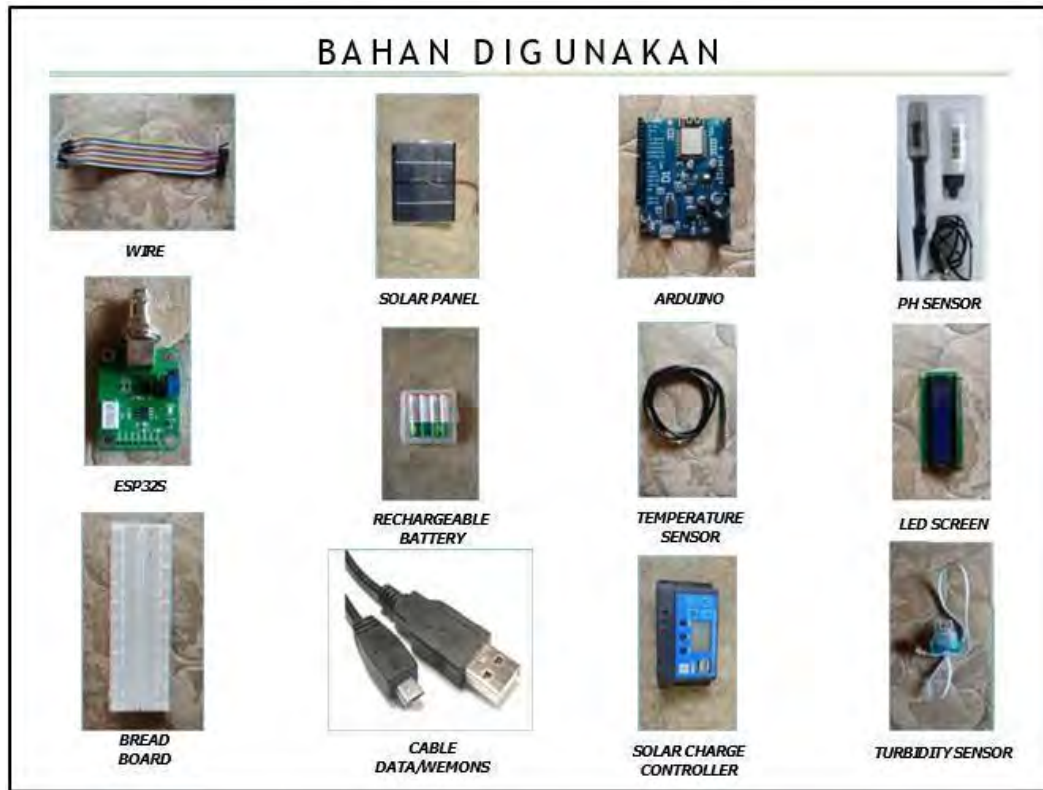 BAHAN DIGUNAKAN
WIRE
SOLAR PANEL
ARDUINO
PH SENSOR
ESP32S
RECHARGEABLE
BATTERY
TEMPERATURE
SENSOR
LED SCREEN
BREAD
BOARD
CABLE
DATA/WEMONS
SOLAR CHARGE
CONTROLLER
TURBIDITY SENSOR